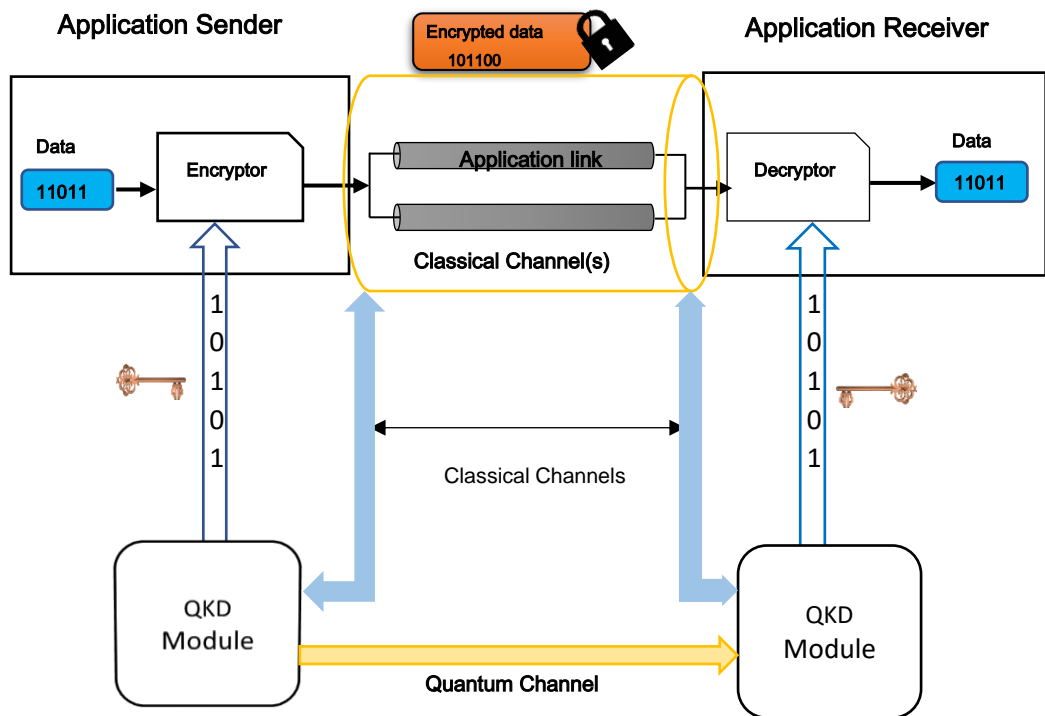 Application Sender
Encrypted data
101100
Application Receiver
Data
11011
Encryptor
Application link
Classical Channel(s)
Decryptor
Data
11011
1
0
1
0
1
1
0
1
0
1
Classical Channels
QKD
Module
QKD
Module
Quantum Channel